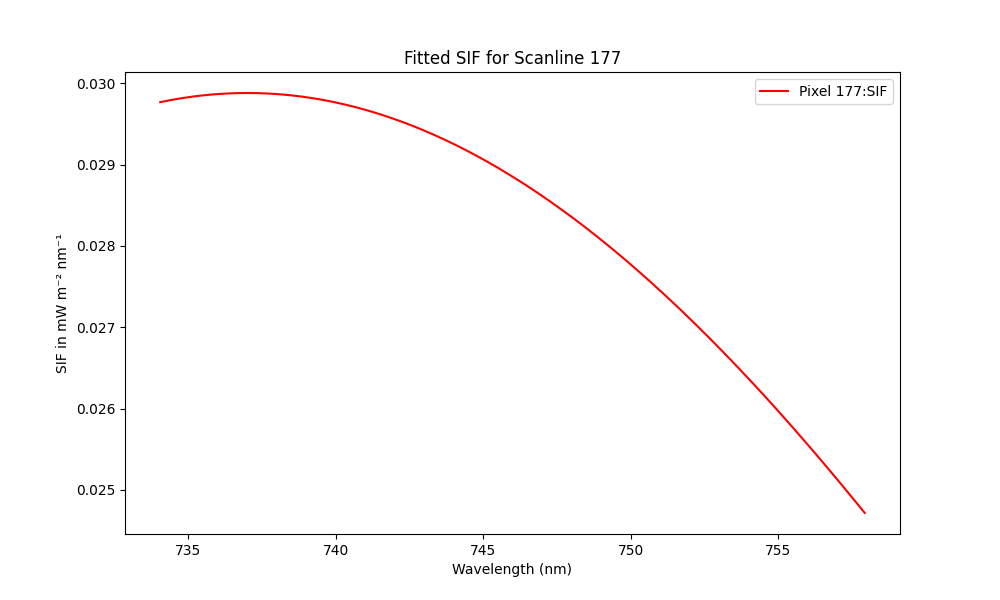 Fitted SIF for Scanline 177
Pixel 177:SIF
0.030
0.029
0.028
0.027
0.026
0.025
SIF in mW m⁻² nm⁻¹
735 740 745 750 755
Wavelength (nm)